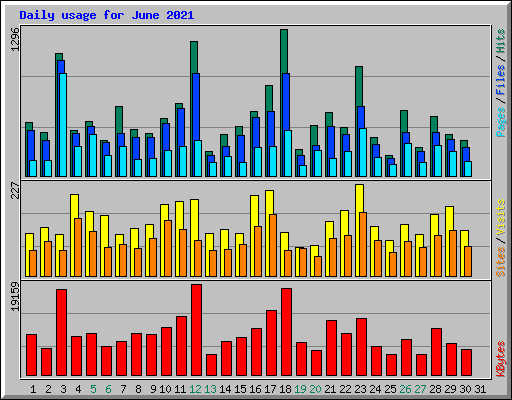 Daily usage for June 2021
1296
Pages / Files / Hits
227
Sites / Visits
19159
KBytes
1 2 3 4 5 6 7 8 9 10 11 12 13 14 15 16 17 18 19 20 21 22 23 24 25 26 27 28 29 30 31